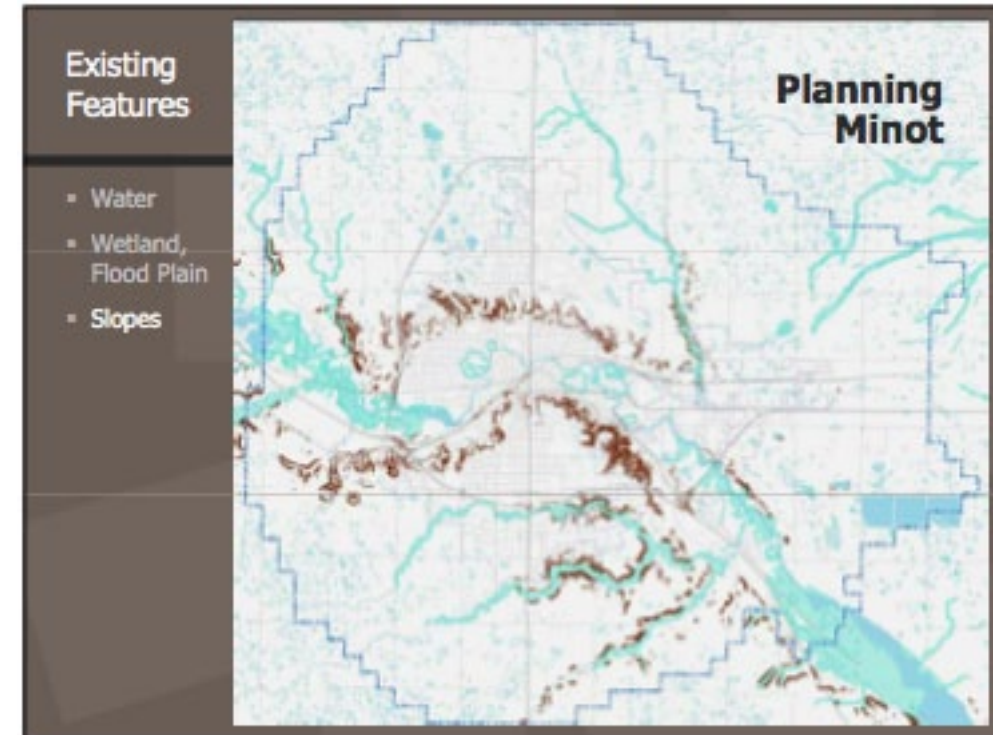 Existing
Features
Planning
Minot
▪ Water
▪ Wetland,
Flood Plain
▪ Slopes